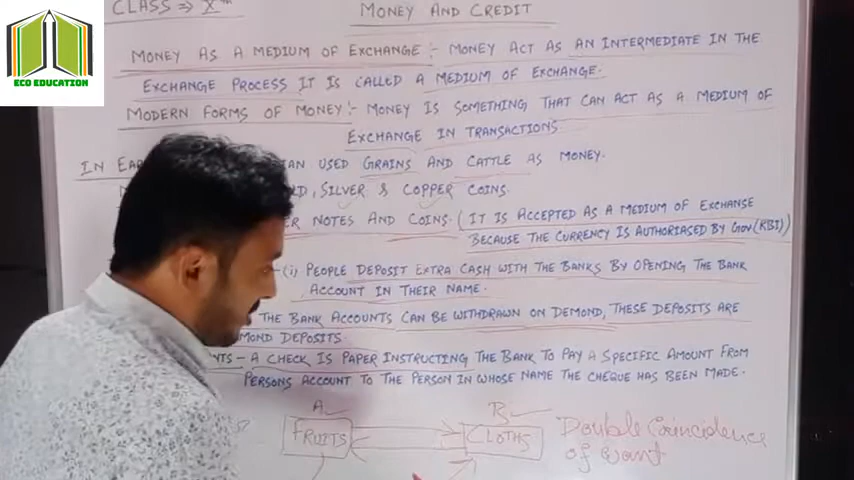 CLASS ⇒ Xth
MONEY AND CREDIT
ECO EDUCATION
MONEY AS A MEDIUM OF EXCHANGE :- MONEY ACT AS AN INTERMEDIATE IN THE
EXCHANGE PROCESS IT IS CALLED A MEDIUM OF EXCHANGE.
MODERN FORMS OF MONEY :- MONEY IS SOMETHING THAT CAN ACT AS A MEDIUM OF
EXCHANGE IN TRANSACTIONS.
IN USED GRAINS AND CATTLE AS MONEY.
SILVER & COPPER COINS.
NOTES AND COINS. (IT IS ACCEPTED AS A MEDIUM OF EXCHANSE
BECAUSE THE CURRENCY IS AUTHORIASED BY GOV.(RBI))
(i) PEOPLE DEPOSIT EXTRA CASH WITH THE BANKS BY OPENING THE BANK
ACCOUNT IN THEIR NAME.
THE BANK ACCOUNTS CAN BE WITHDRAWN ON DEMOND, THESE DEPOSITS ARE
MOND DEPOSITS.
NTS - A CHECK IS PAPER INSTRUCTING THE BANK TO PAY A SPECIFIC AMOUNT FROM
PERSONS ACCOUNT TO THE PERSON IN WHOSE NAME THE CHEQUE HAS BEEN MADE.
A B
FRUITS CLOTHS Double Coincidence
of want